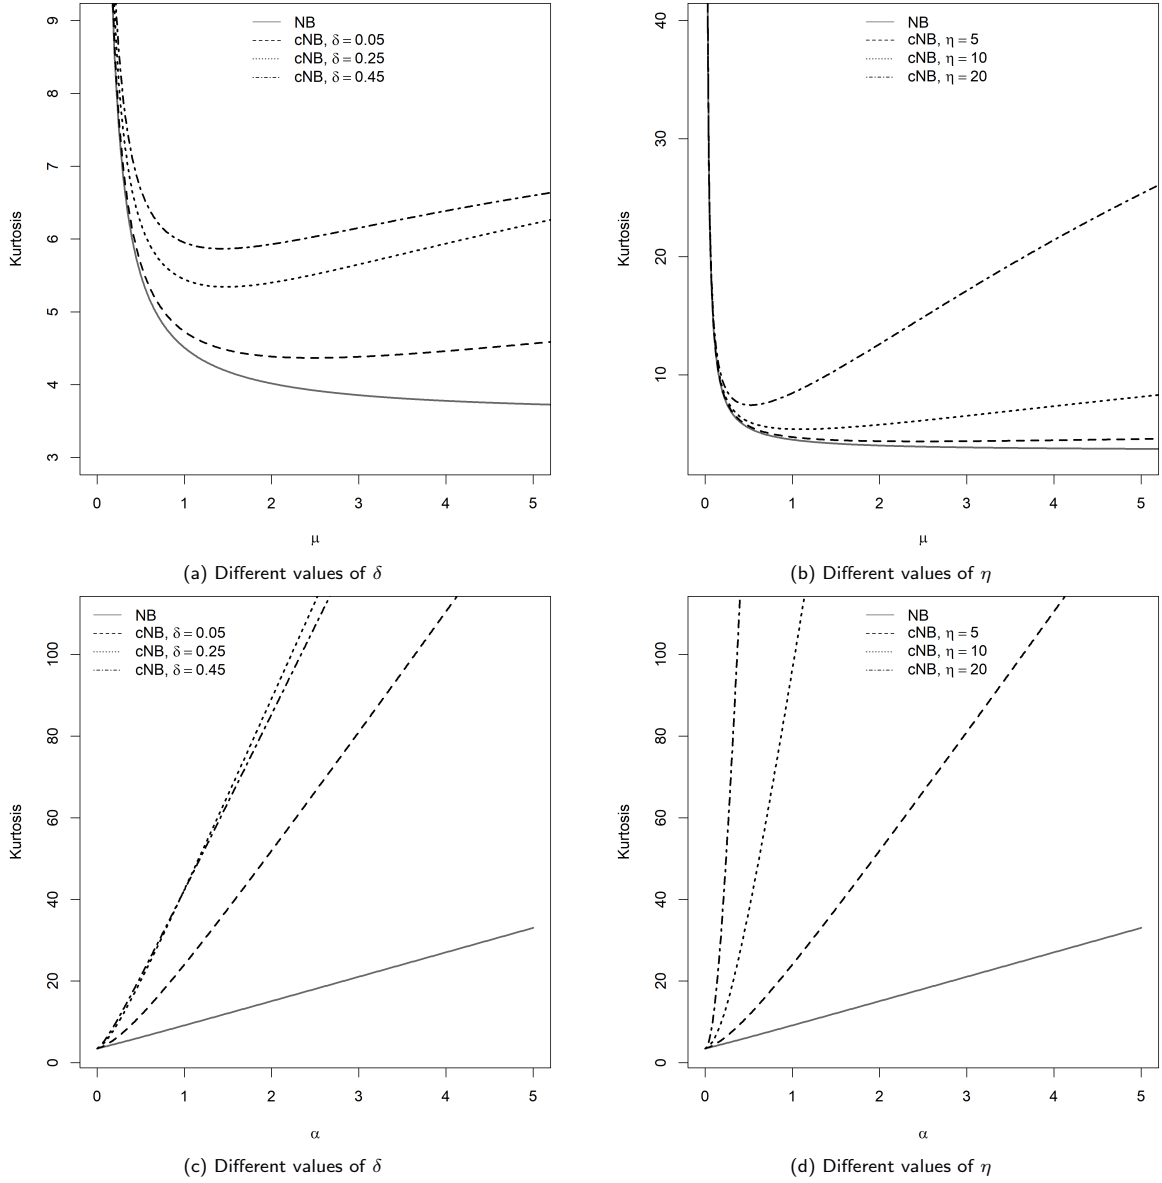 NB
cNB, δ = 0.05
cNB, δ = 0.25
cNB, δ = 0.45
Kurtosis
9
8
7
6
5
4
3
0 1 2 3 4 5
μ
(a) Different values of δ
NB
cNB, η = 5
cNB, η = 10
cNB, η = 20
Kurtosis
40
30
20
10
0 1 2 3 4 5
μ
(b) Different values of η
NB
cNB, δ = 0.05
cNB, δ = 0.25
cNB, δ = 0.45
Kurtosis
100
80
60
40
20
0
0 1 2 3 4 5
α
(c) Different values of δ
NB
cNB, η = 5
cNB, η = 10
cNB, η = 20
Kurtosis
100
80
60
40
20
0
0 1 2 3 4 5
α
(d) Different values of η